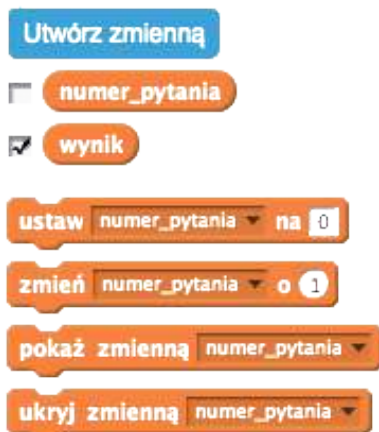 Utwórz zmienną
numer_pytania
wynik
ustaw numer_pytania na 0
zmień numer_pytania o 1
pokaż zmienną numer_pytania
ukryj zmienną numer_pytania